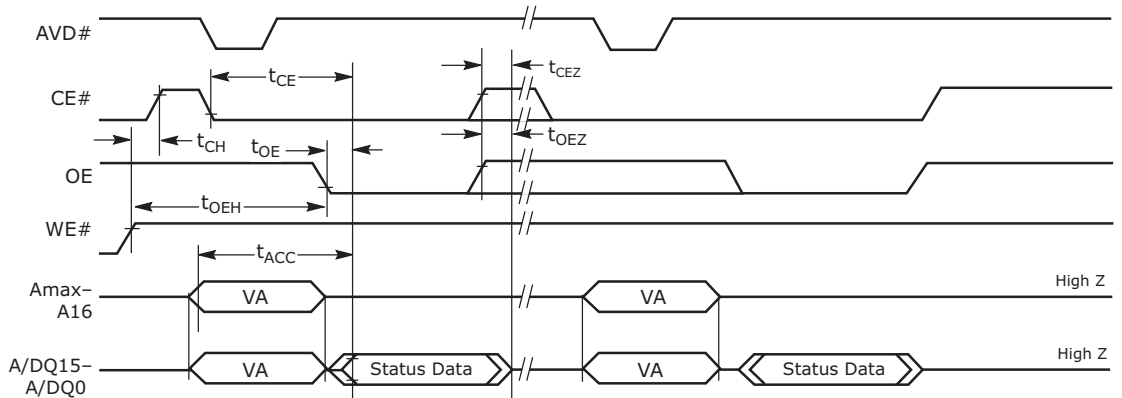 AVD#
t_CEZ
t_CE
CE#
t_CH
t_OE
t_OEZ
OE
t_OEH
WE#
t_ACC
High Z
Amax–
A16
VA
VA
High Z
A/DQ15–
A/DQ0
VA
Status Data
VA
Status Data